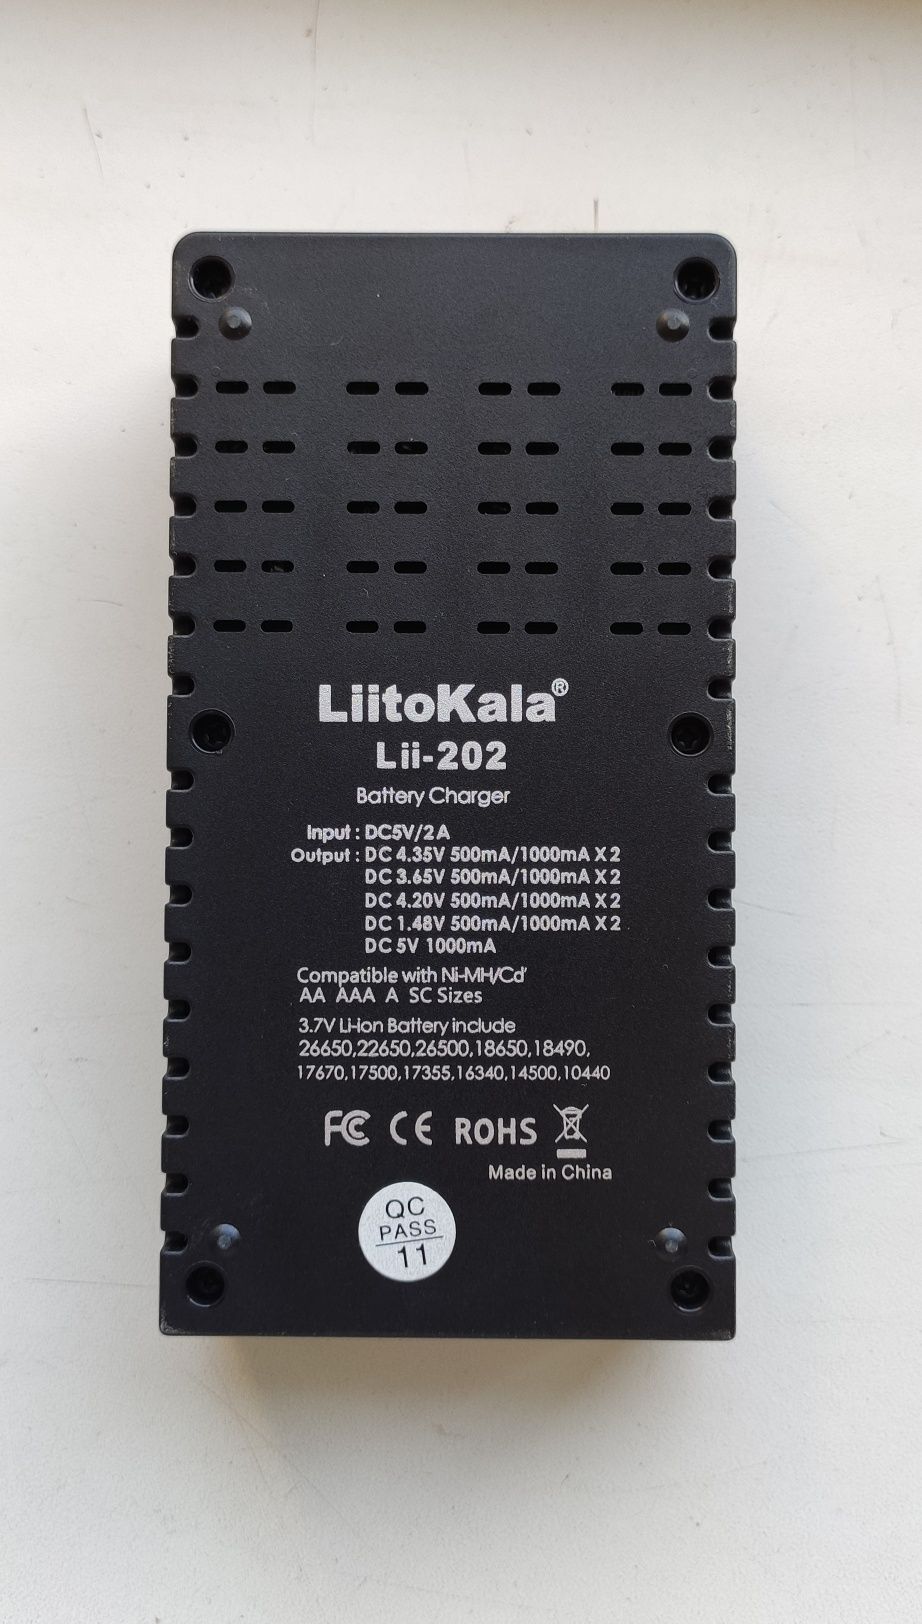 LiitoKala®
Lii-202
Battery Charger
Input : DC5V/2A
Output : DC 4.35V 500mA/1000mA X 2
DC 3.65V 500mA/1000mA X 2
DC 4.20V 500mA/1000mA X 2
DC 1.48V 500mA/1000mA X 2
DC 5V 1000mA
Compatible with Ni-MH/Cd'
AA AAA A SC Sizes
3.7V Li-ion Battery include
26650,22650,26500,18650,18490,
17670,17500,17355,16340,14500,10440
FC CE ROHS
Made in China
QC
PASS
11